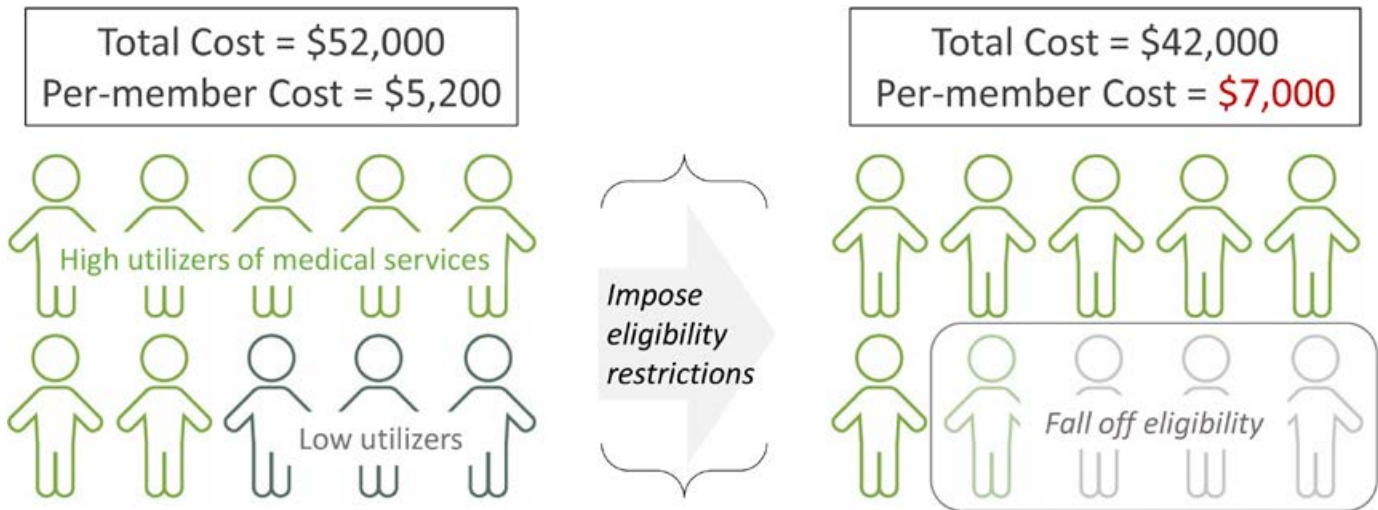 Total Cost = $52,000
Per-member Cost = $5,200
Total Cost = $42,000
Per-member Cost = $7,000
High utilizers of medical services
Low utilizers
Impose
eligibility
restrictions
Fall off eligibility